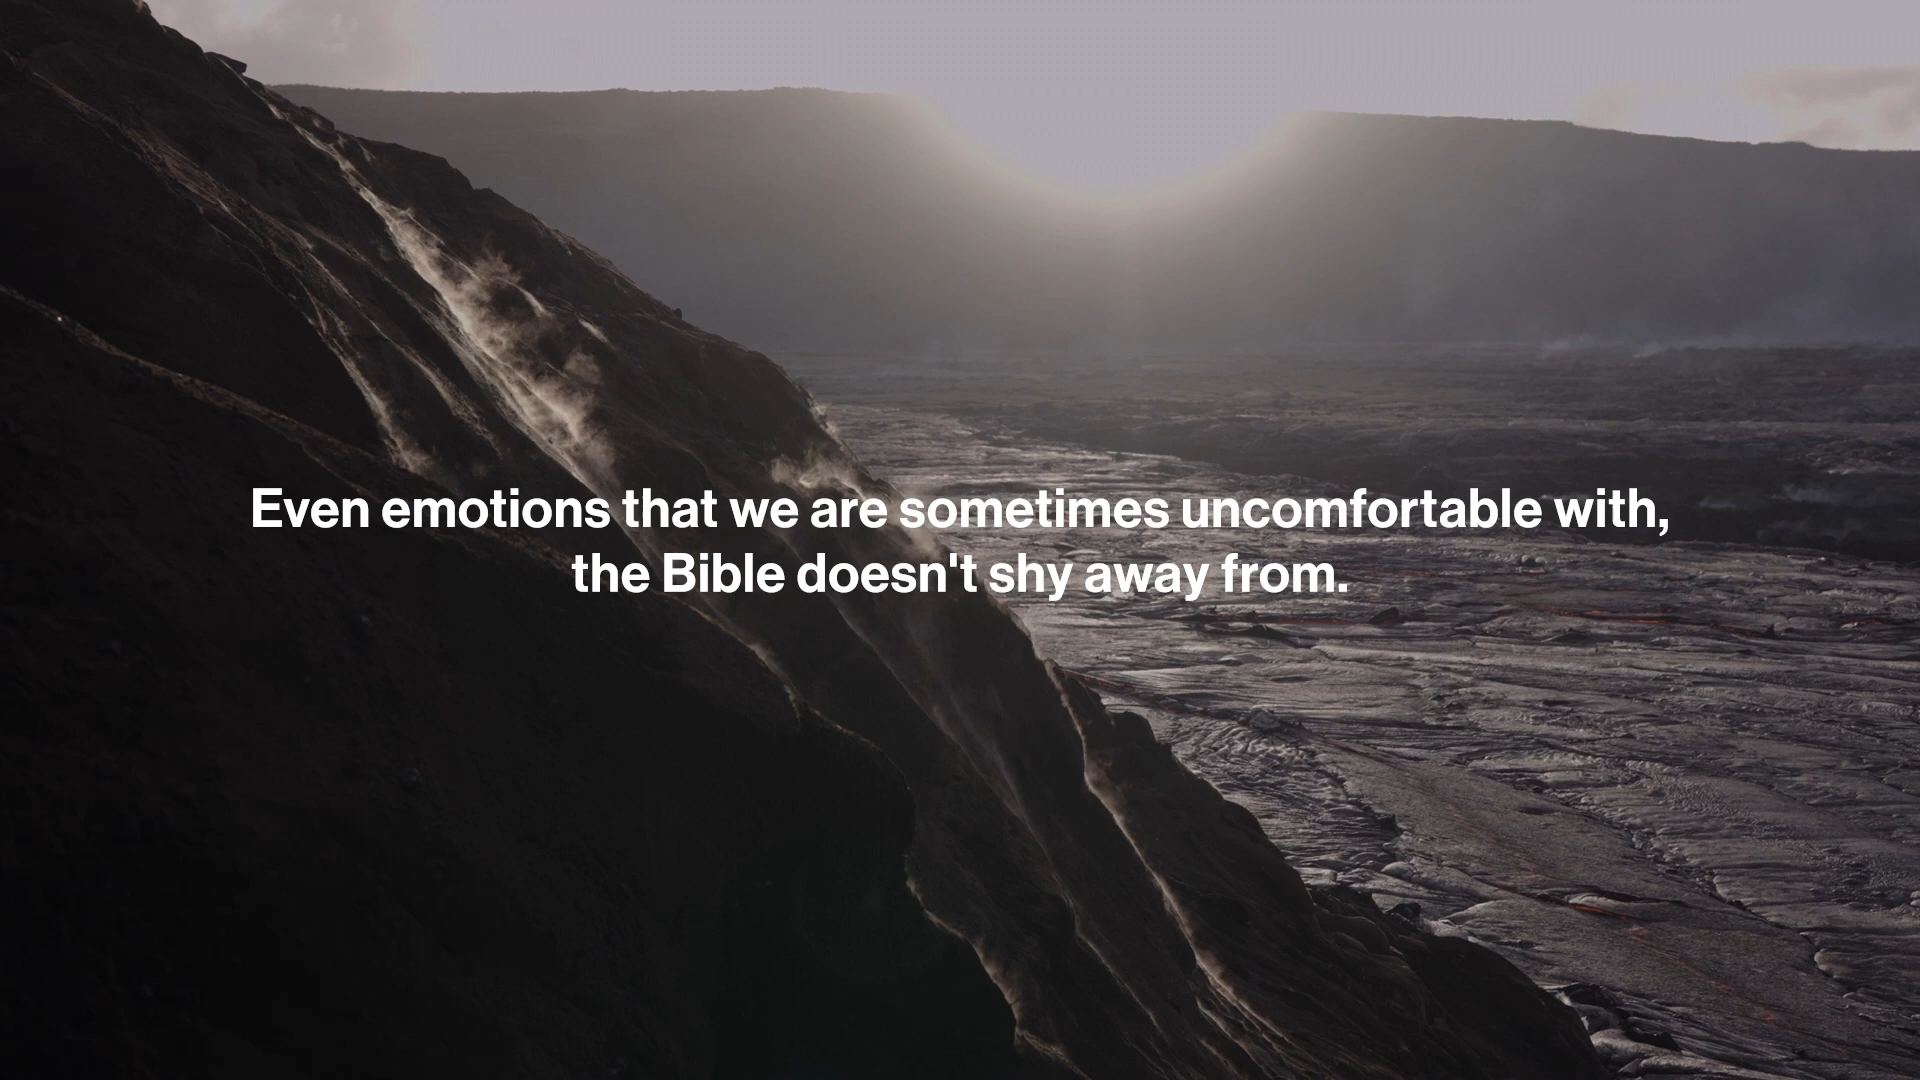 Even emotions that we are sometimes uncomfortable with,
the Bible doesn't shy away from.